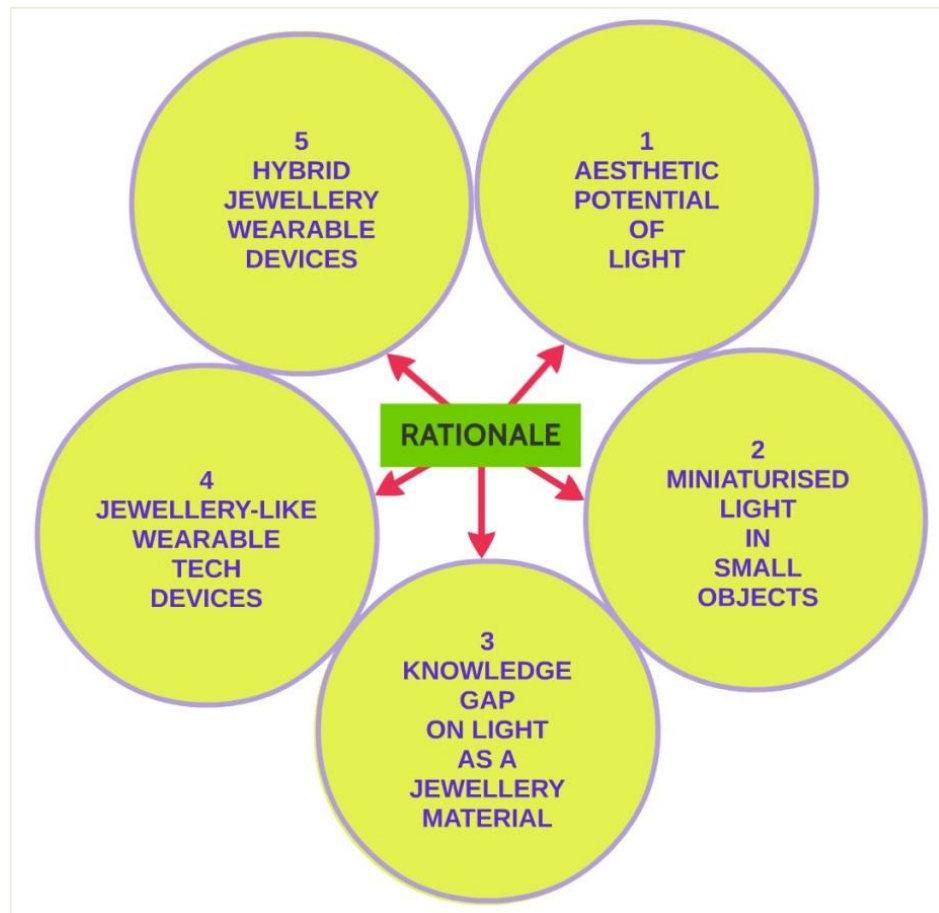 RATIONALE
1
AESTHETIC
POTENTIAL
OF
LIGHT
2
MINIATURISED
LIGHT
IN
SMALL
OBJECTS
3
KNOWLEDGE
GAP
ON LIGHT
AS A
JEWELLERY
MATERIAL
4
JEWELLERY-LIKE
WEARABLE
TECH
DEVICES
5
HYBRID
JEWELLERY
WEARABLE
DEVICES